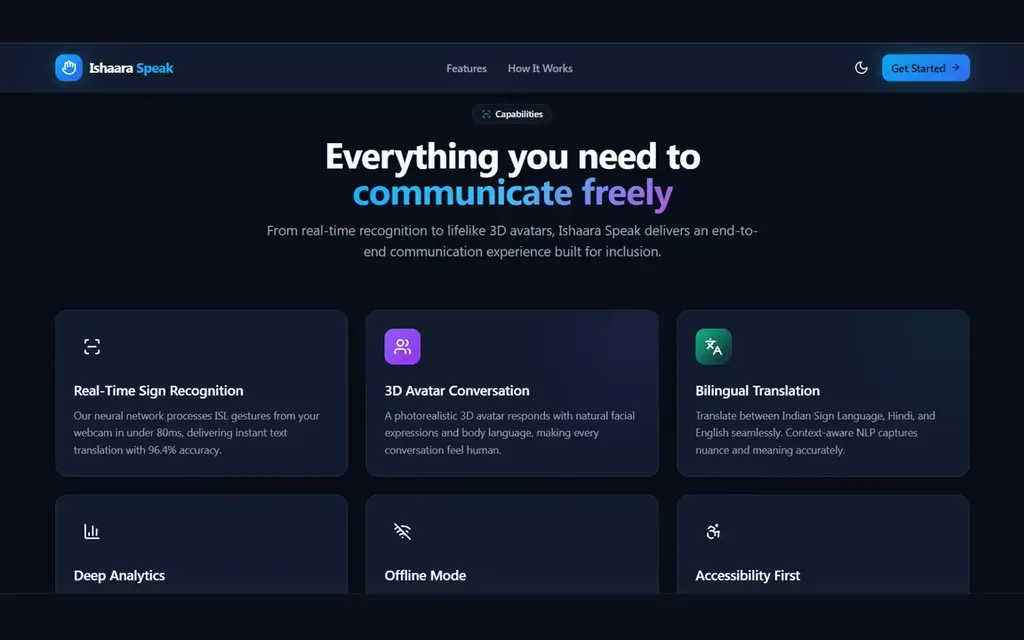 Ishaara Speak
Features
How It Works
Get Started →
Capabilities
Everything you need to
communicate freely
From real-time recognition to lifelike 3D avatars, Ishaara Speak delivers an end-to-
end communication experience built for inclusion.
Real-Time Sign Recognition
Our neural network processes ISL gestures from your
webcam in under 80ms, delivering instant text
translation with 96.4% accuracy.
3D Avatar Conversation
A photorealistic 3D avatar responds with natural facial
expressions and body language, making every
conversation feel human.
Bilingual Translation
Translate between Indian Sign Language, Hindi, and
English seamlessly. Context-aware NLP captures
nuance and meaning accurately.
Deep Analytics
Offline Mode
Accessibility First